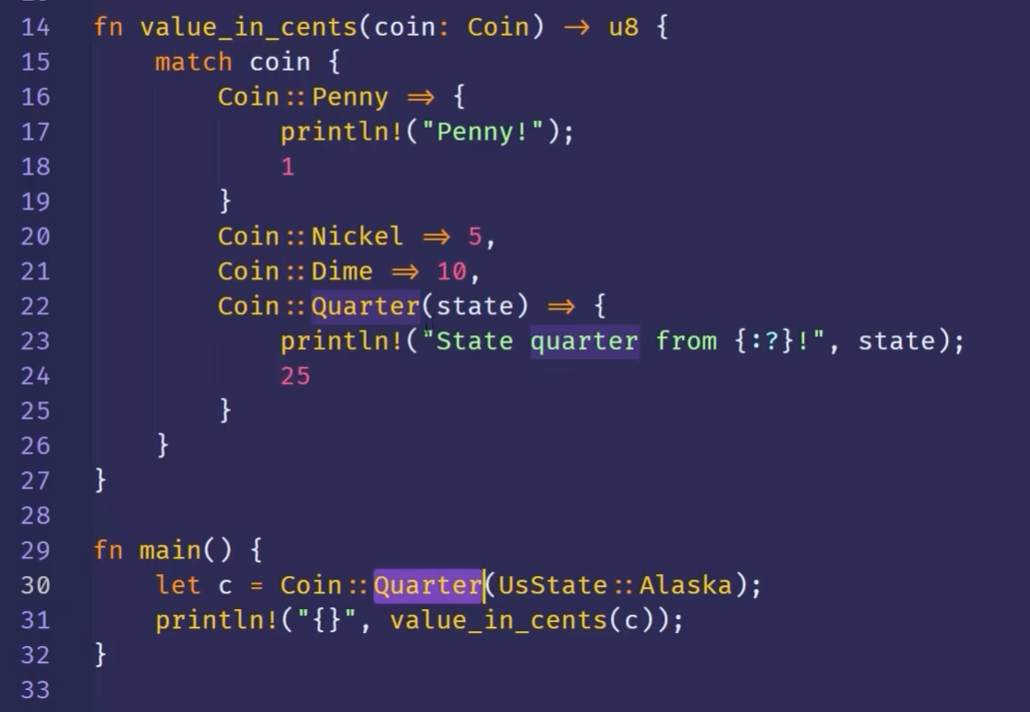 14 fn value_in_cents(coin: Coin) -> u8 {
15 match coin {
16 Coin::Penny => {
17 println!("Penny!");
18 1
19 }
20 Coin::Nickel => 5,
21 Coin::Dime => 10,
22 Coin::Quarter(state) => {
23 println!("State quarter from {:?}!", state);
24 25
25 }
26 }
27 }
28
29 fn main() {
30 let c = Coin::Quarter(UsState::Alaska);
31 println!("{}", value_in_cents(c));
32 }
33